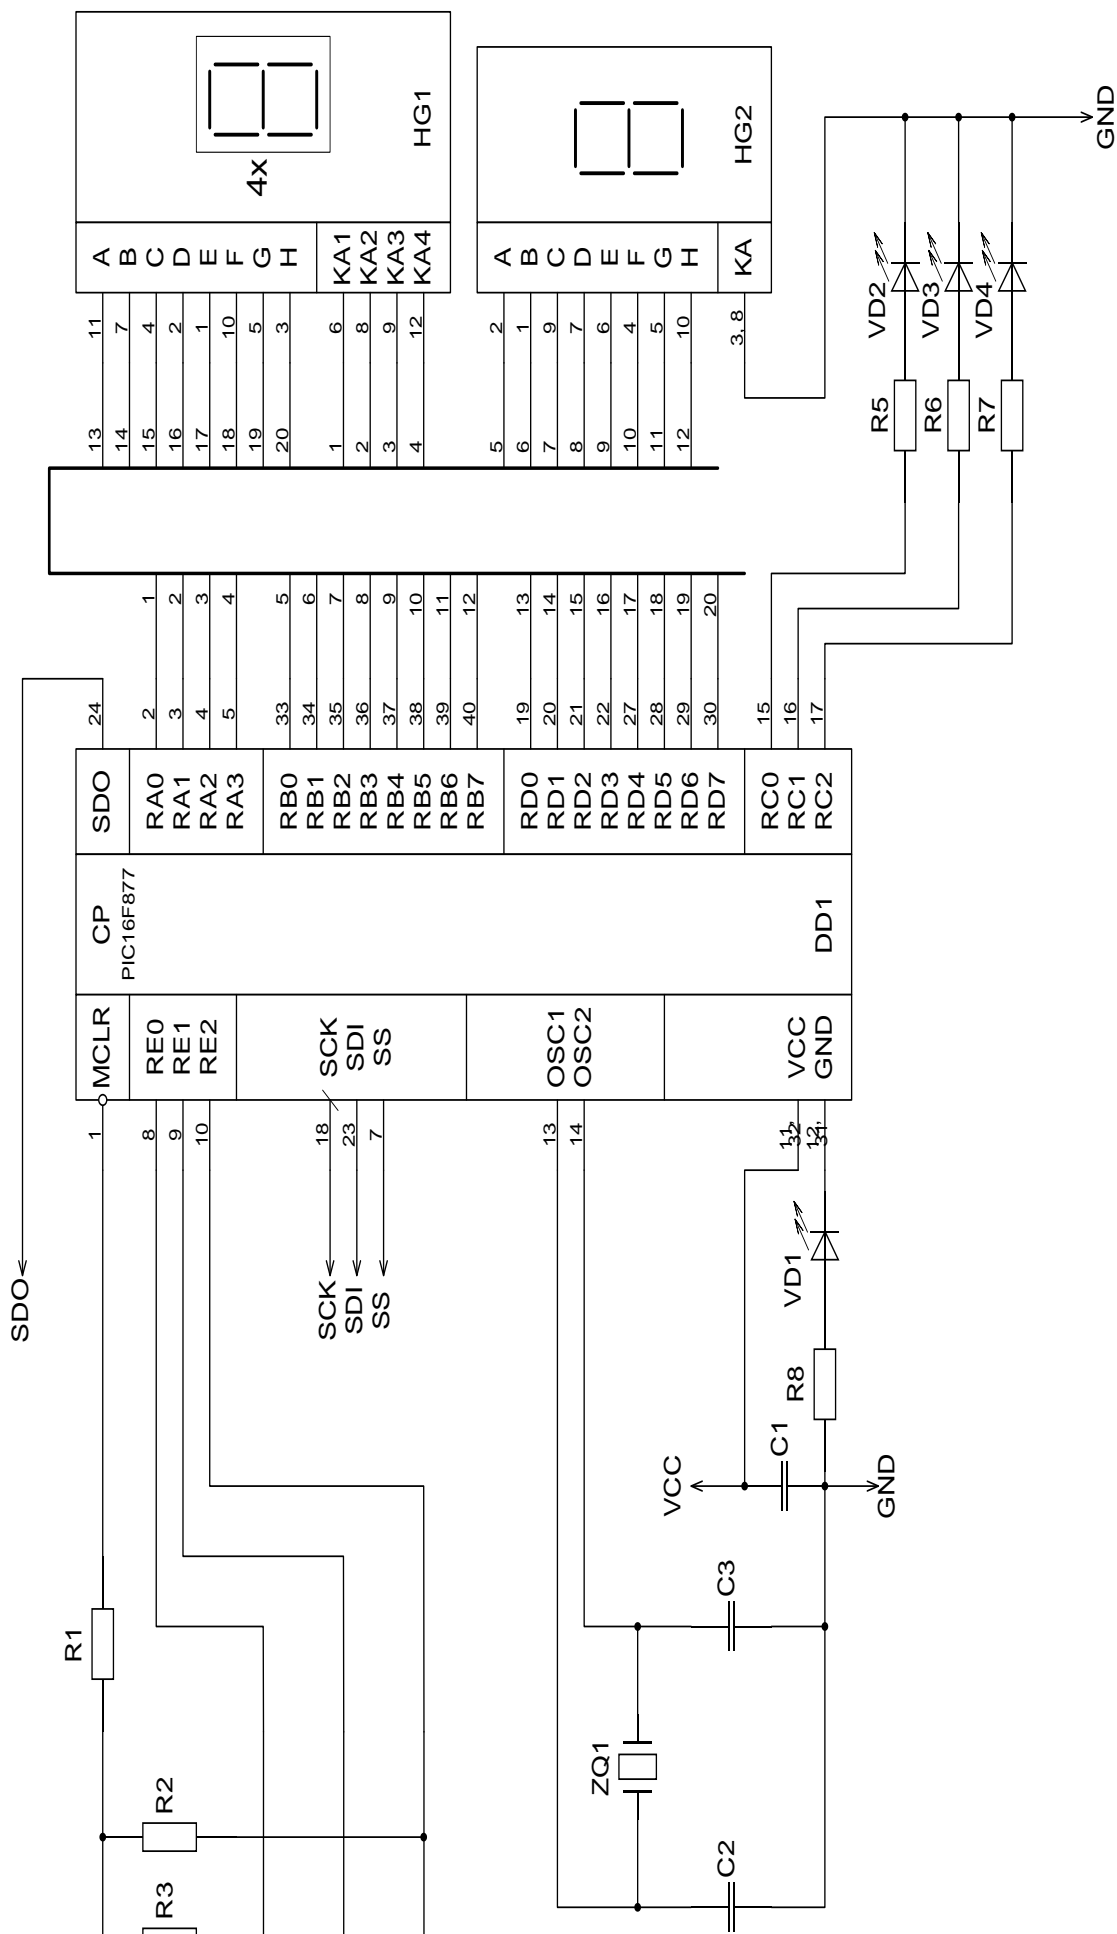 HG1
4x
A
B
C
D
E
F
G
H
KA1
KA2
KA3
KA4
11
7
4
2
1
10
5
3
6
8
9
12
13
14
15
16
17
18
19
20
1
2
3
4
HG2
A
B
C
D
E
F
G
H
KA
2
1
9
7
6
4
5
10
3, 8
5
6
7
8
9
10
11
12
GND
VD2
VD3
VD4
R5
R6
R7
1
2
3
4
5
6
7
8
9
10
11
12
13
14
15
16
17
18
19
20
24
2
3
4
5
33
34
35
36
37
38
39
40
19
20
21
22
27
28
29
30
15
16
17
SDO
RA0
RA1
RA2
RA3
RB0
RB1
RB2
RB3
RB4
RB5
RB6
RB7
RD0
RD1
RD2
RD3
RD4
RD5
RD6
RD7
RC0
RC1
RC2
CP
PIC16F877
DD1
MCLR
RE0
RE1
RE2
SCK
SDI
SS
OSC1
OSC2
VCC
GND
1
8
9
10
18
23
7
13
14
11,
32
12,
31
SDO
SCK
SDI
SS
VD1
R8
C1
VCC
GND
C3
R1
ZQ1
R2
C2
R3